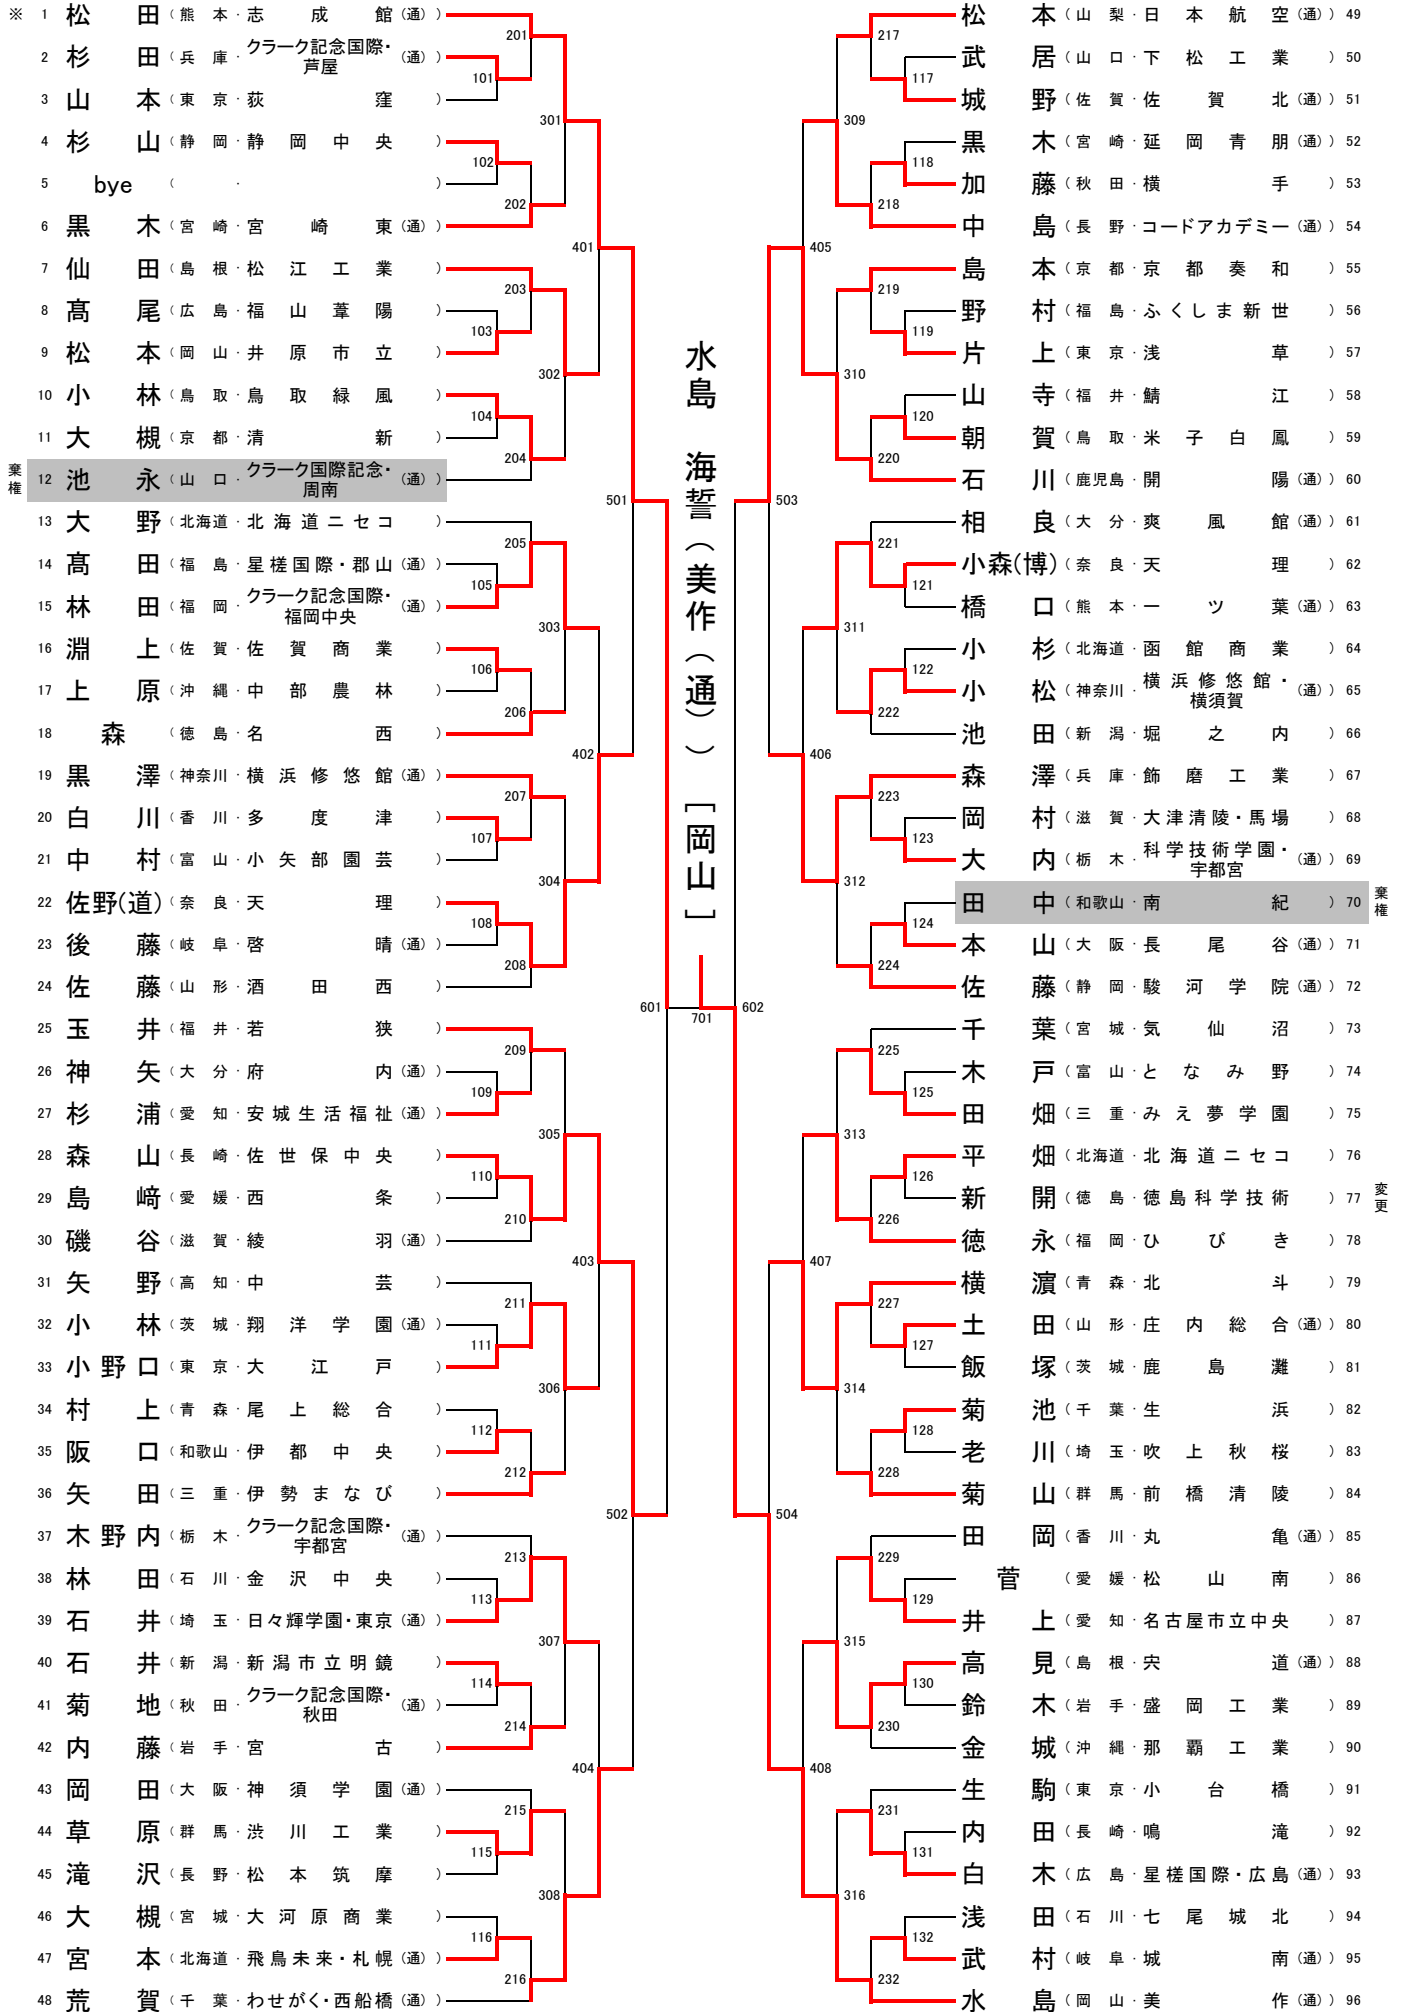 ※ 1 松田（熊本・志成館（通））
2 杉田（兵庫・クラーク記念国際・芦屋（通））
3 山本（東京・荻窪）
4 杉山（静岡・静岡中央）
5 bye（・）
6 黒木（宮崎・宮崎東（通））
7 仙田（島根・松江工業）
8 髙尾（広島・福山葦陽）
9 松本（岡山・井原市立）
10 小林（鳥取・鳥取緑風）
11 大槻（京都・清新）
棄権 12 池永（山口・クラーク国際記念・周南（通））
13 大野（北海道・北海道ニセコ）
14 髙田（福島・星槎国際・郡山（通））
15 林田（福岡・クラーク記念国際・福岡中央（通））
16 淵上（佐賀・佐賀商業）
17 上原（沖縄・中部農林）
18 森（徳島・名西）
19 黒澤（神奈川・横浜修悠館（通））
20 白川（香川・多度津）
21 中村（富山・小矢部園芸）
22 佐野(道)（奈良・天理）
23 後藤（岐阜・啓晴（通））
24 佐藤（山形・酒田西）
25 玉井（福井・若狭）
26 神矢（大分・府内（通））
27 杉浦（愛知・安城生活福祉（通））
28 森山（長崎・佐世保中央）
29 島﨑（愛媛・西条）
30 磯谷（滋賀・綾羽（通））
31 矢野（高知・中芸）
32 小林（茨城・翔洋学園（通））
33 小野口（東京・大江戸）
34 村上（青森・尾上総合）
35 阪口（和歌山・伊都中央）
36 矢田（三重・伊勢まなび）
37 木野内（栃木・クラーク記念国際・宇都宮（通））
38 林田（石川・金沢中央）
39 石井（埼玉・日々輝学園・東京（通））
40 石井（新潟・新潟市立明鏡）
41 菊地（秋田・クラーク記念国際・秋田（通））
42 内藤（岩手・宮古）
43 岡田（大阪・神須学園（通））
44 草原（群馬・渋川工業）
45 滝沢（長野・松本筑摩）
46 大槻（宮城・大河原商業）
47 宮本（北海道・飛鳥未来・札幌（通））
48 荒賀（千葉・わせがく・西船橋（通））
101
102
103
104
105
106
107
108
109
110
111
112
113
114
115
116
201
202
203
204
205
206
207
208
209
210
211
212
213
214
215
216
301
302
303
304
305
306
307
308
401
402
403
404
501
502
601
水島 海誓（美作（通）） [岡山]
701
602
503
504
405
406
407
408
309
310
311
312
313
314
315
316
217
218
219
220
221
222
223
224
225
226
227
228
229
230
231
232
117
118
119
120
121
122
123
124
125
126
127
128
129
130
131
132
松本（山梨・日本航空（通））49
武居（山口・下松工業）50
城野（佐賀・佐賀北（通））51
黒木（宮崎・延岡青朋（通））52
加藤（秋田・横手）53
中島（長野・コードアカデミー（通））54
島本（京都・京都奏和）55
野村（福島・ふくしま新世）56
片上（東京・浅草）57
山寺（福井・鯖江）58
朝賀（鳥取・米子白鳳）59
石川（鹿児島・開陽（通））60
相良（大分・爽風館（通））61
小森(博)（奈良・天理）62
橋口（熊本・一ツ葉（通））63
小杉（北海道・函館商業）64
小松（神奈川・横浜修悠館・横須賀（通））65
池田（新潟・堀之内）66
森澤（兵庫・飾磨工業）67
岡村（滋賀・大津清陵・馬場）68
大内（栃木・科学技術学園・宇都宮（通））69
田中（和歌山・南紀）70 棄権
本山（大阪・長尾谷（通））71
佐藤（静岡・駿河学院（通））72
千葉（宮城・気仙沼）73
木戸（富山・となみ野）74
田畑（三重・みえ夢学園）75
平畑（北海道・北海道ニセコ）76
新開（徳島・徳島科学技術）77 変更
徳永（福岡・ひびき）78
横濵（青森・北斗）79
土田（山形・庄内総合（通））80
飯塚（茨城・鹿島灘）81
菊池（千葉・生浜）82
老川（埼玉・吹上秋桜）83
菊山（群馬・前橋清陵）84
田岡（香川・丸亀（通））85
菅（愛媛・松山南）86
井上（愛知・名古屋市立中央）87
高見（島根・宍道（通））88
鈴木（岩手・盛岡工業）89
金城（沖縄・那覇工業）90
生駒（東京・小台橋）91
内田（長崎・鳴滝）92
白木（広島・星槎国際・広島（通））93
浅田（石川・七尾城北）94
武村（岐阜・城南（通））95
水島（岡山・美作（通））96